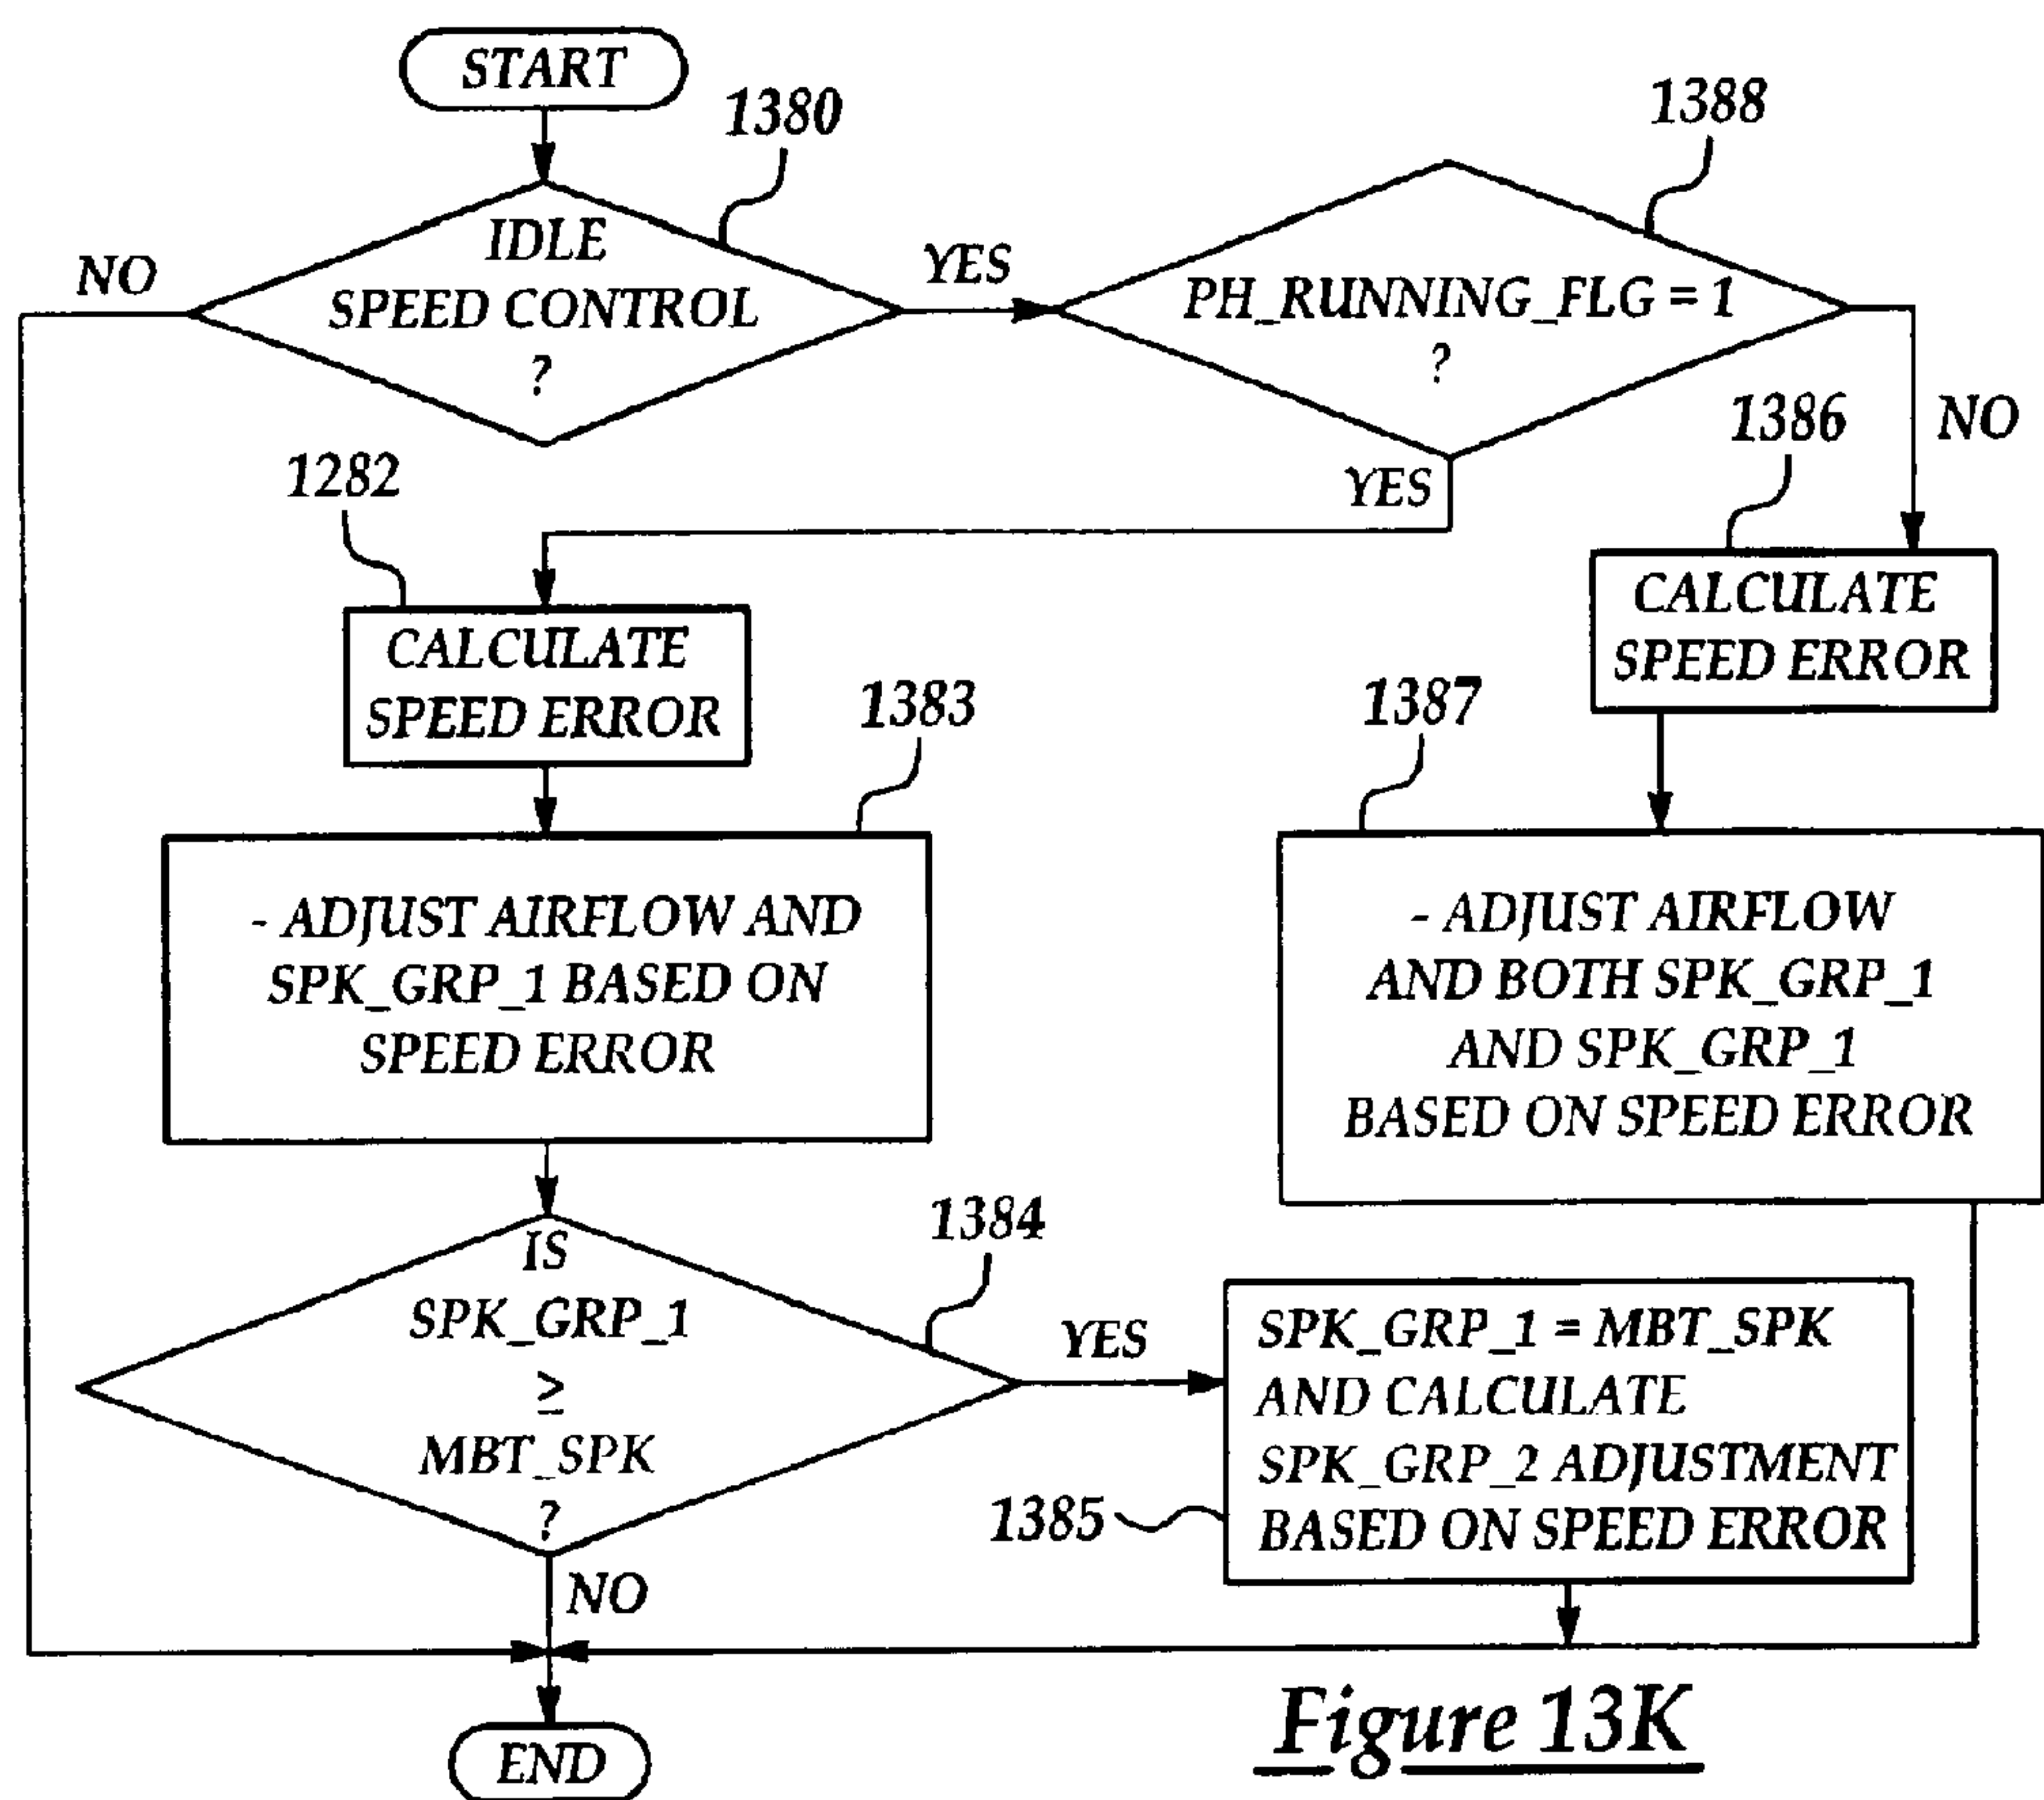 START
1380
1388
IDLE
SPEED CONTROL
?
NO
YES
PH_RUNNING_FLG = 1
?
NO
YES
1386
1282
CALCULATE
SPEED ERROR
CALCULATE
SPEED ERROR
1383
1387
- ADJUST AIRFLOW AND
SPK_GRP_1 BASED ON
SPEED ERROR
- ADJUST AIRFLOW
AND BOTH SPK_GRP_1
AND SPK_GRP_1
BASED ON SPEED ERROR
1384
IS
SPK_GRP_1
≥
MBT_SPK
?
YES
SPK_GRP_1 = MBT_SPK
AND CALCULATE
SPK_GRP_2 ADJUSTMENT
BASED ON SPEED ERROR
1385
NO
END
Figure 13K